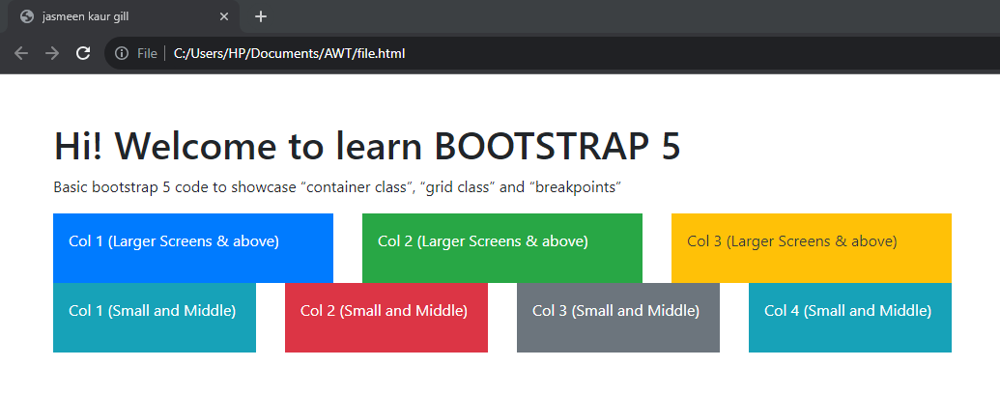 jasmeen kaur gill
File C:/Users/HP/Documents/AWT/file.html
Hi! Welcome to learn BOOTSTRAP 5
Basic bootstrap 5 code to showcase “container class”, “grid class” and “breakpoints”
Col 1 (Larger Screens & above) Col 2 (Larger Screens & above) Col 3 (Larger Screens & above)
Col 1 (Small and Middle) Col 2 (Small and Middle) Col 3 (Small and Middle) Col 4 (Small and Middle)